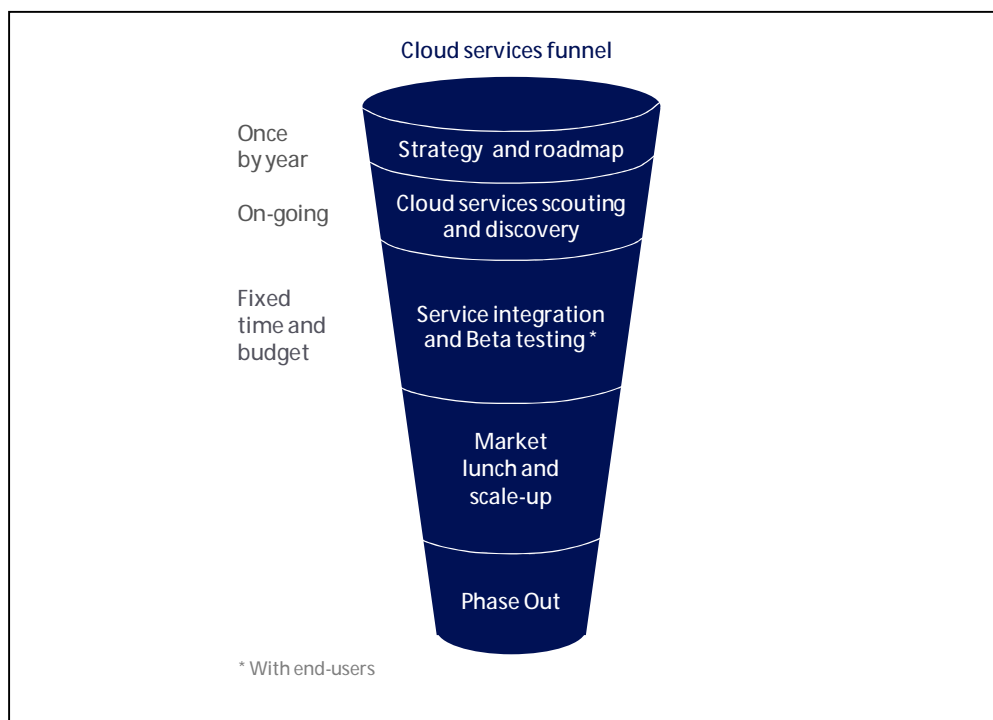 Cloud services funnel
Once
by year
Strategy and roadmap
On-going
Cloud services scouting
and discovery
Fixed
time and
budget
Service integration
and Beta testing *
Market
lunch and
scale-up
Phase Out
* With end-users